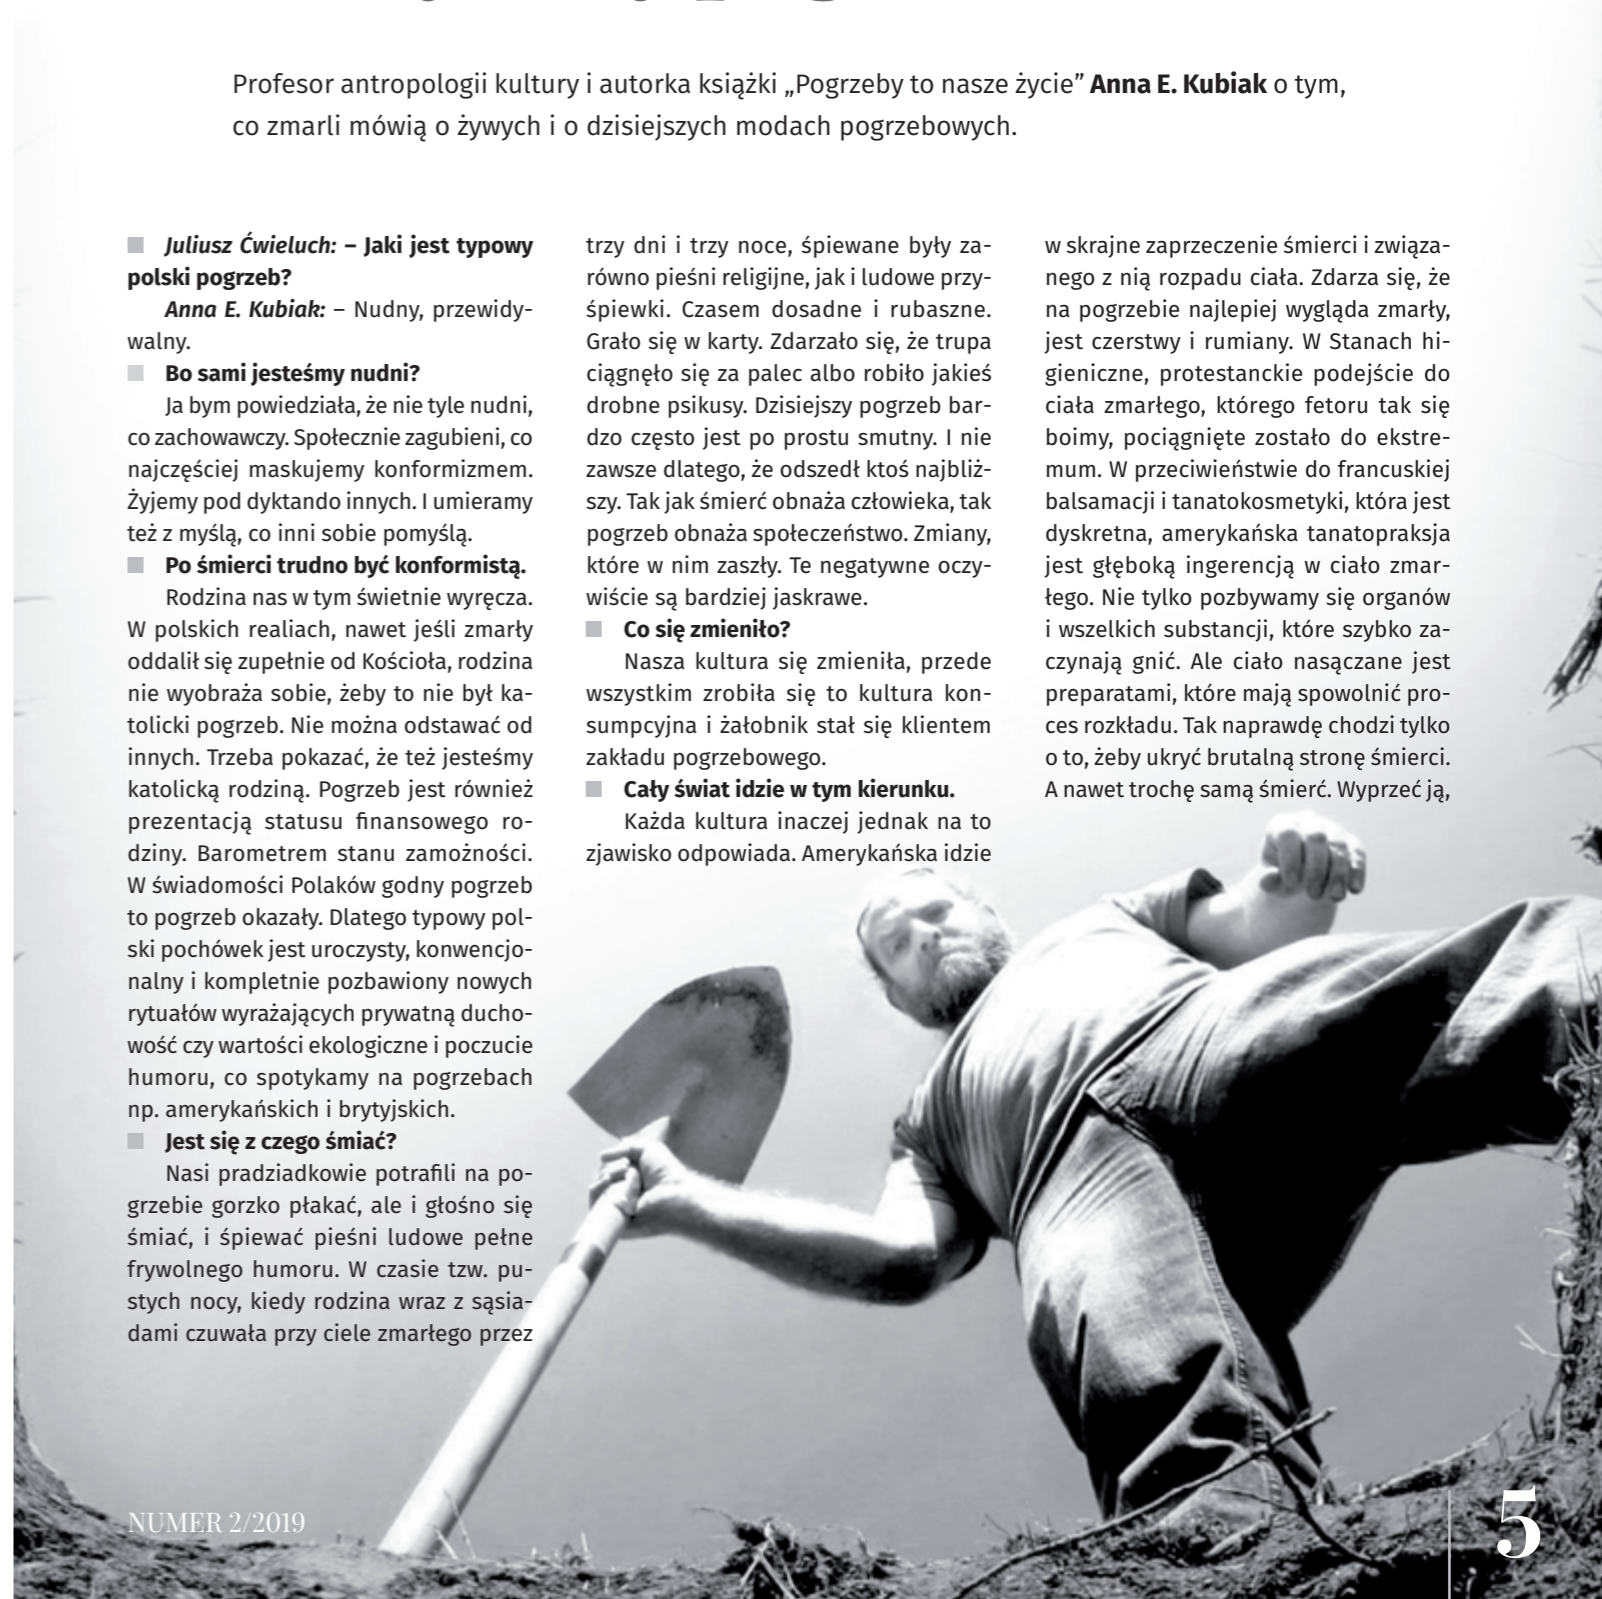 Profesor antropologii kultury i autorka książki „Pogrzeby to nasze życie” Anna E. Kubiak o tym,
co zmarli mówią o żywych i o dzisiejszych modach pogrzebowych.
Juliusz Ćwieluch: – Jaki jest typowy
polski pogrzeb?
Anna E. Kubiak: – Nudny, przewidy-
walny.
Bo sami jesteśmy nudni?
Ja bym powiedziała, że nie tyle nudni,
co zachowawczy. Społecznie zagubieni, co
najczęściej maskujemy konformizmem.
Żyjemy pod dyktando innych. I umieramy
też z myślą, co inni sobie pomyślą.
Po śmierci trudno być konformistą.
Rodzina nas w tym świetnie wyręcza.
W polskich realiach, nawet jeśli zmarły
oddalił się zupełnie od Kościoła, rodzina
nie wyobraża sobie, żeby to nie był ka-
tolicki pogrzeb. Nie można odstawać od
innych. Trzeba pokazać, że też jesteśmy
katolicką rodziną. Pogrzeb jest również
prezentacją statusu finansowego ro-
dziny. Barometrem stanu zamożności.
W świadomości Polaków godny pogrzeb
to pogrzeb okazały. Dlatego typowy pol-
ski pochówek jest uroczysty, konwencjo-
nalny i kompletnie pozbawiony nowych
rytuałów wyrażających prywatną ducho-
wość czy wartości ekologiczne i poczucie
humoru, co spotykamy na pogrzebach
np. amerykańskich i brytyjskich.
Jest się z czego śmiać?
Nasi pradziadkowie potrafili na po-
grzebie gorzko płakać, ale i głośno się
śmiać, i śpiewać pieśni ludowe pełne
frywolnego humoru. W czasie tzw. pu-
stych nocy, kiedy rodzina wraz z sąsia-
dami czuwała przy ciele zmarłego przez
trzy dni i trzy noce, śpiewane były za-
równo pieśni religijne, jak i ludowe przy-
śpiewki. Czasem dosadne i rubaszne.
Grało się w karty. Zdarzało się, że trupa
ciągnęło się za palec albo robiło jakieś
drobne psikusy. Dzisiejszy pogrzeb bar-
dzo często jest po prostu smutny. I nie
zawsze dlatego, że odszedł ktoś najbliż-
szy. Tak jak śmierć obnaża człowieka, tak
pogrzeb obnaża społeczeństwo. Zmiany,
które w nim zaszły. Te negatywne oczy-
wiście są bardziej jaskrawe.
Co się zmieniło?
Nasza kultura się zmieniła, przede
wszystkim zrobiła się to kultura kon-
sumpcyjna i żałobnik stał się klientem
zakładu pogrzebowego.
Cały świat idzie w tym kierunku.
Każda kultura inaczej jednak na to
zjawisko odpowiada. Amerykańska idzie
w skrajne zaprzeczenie śmierci i związa-
nego z nią rozpadu ciała. Zdarza się, że
na pogrzebie najlepiej wygląda zmarły,
jest czerstwy i rumiany. W Stanach hi-
gieniczne, protestanckie podejście do
ciała zmarłego, którego fetoru tak się
boimy, pociągnięte zostało do ekstre-
mum. W przeciwieństwie do francuskiej
balsamacji i tanatokosmetyki, która jest
dyskretna, amerykańska tanatopraksja
jest głęboką ingerencją w ciało zmar-
łego. Nie tylko pozbywamy się organów
i wszelkich substancji, które szybko za-
czynają gnić. Ale ciało nasączane jest
preparatami, które mają spowolnić pro-
ces rozkładu. Tak naprawdę chodzi tylko
o to, żeby ukryć brutalną stronę śmierci.
A nawet trochę samą śmierć. Wyprzeć ją,
NUMER 2/2019
5